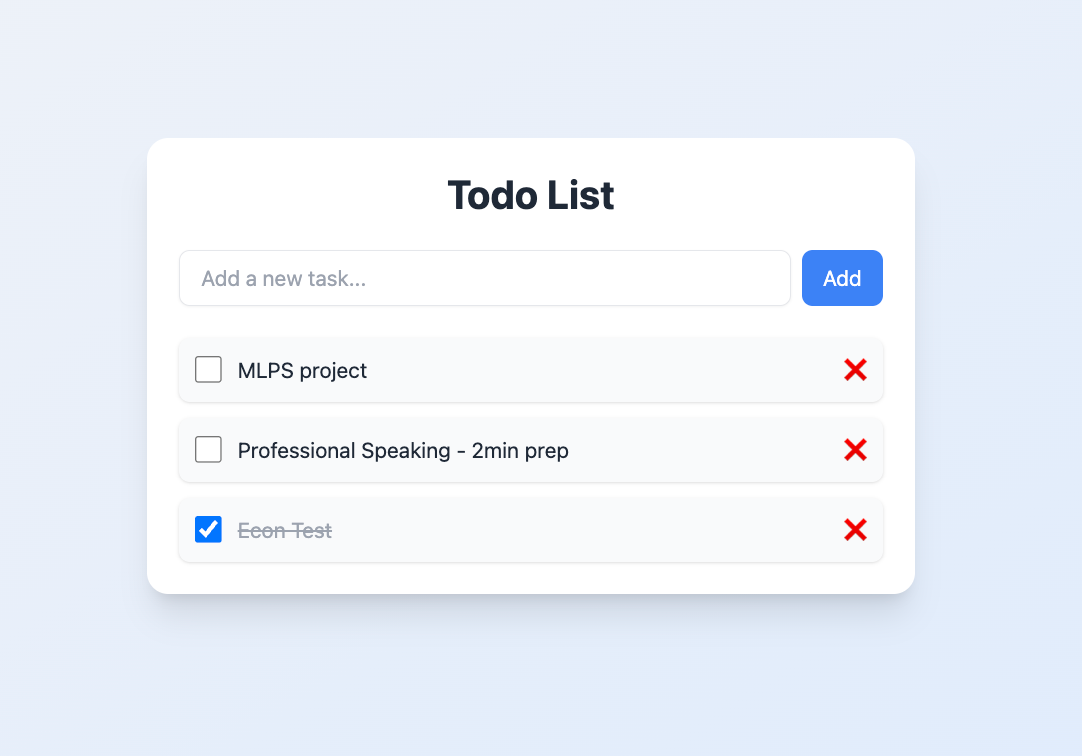 Todo List
Add a new task...
Add
MLPS project
Professional Speaking - 2min prep
Econ Test